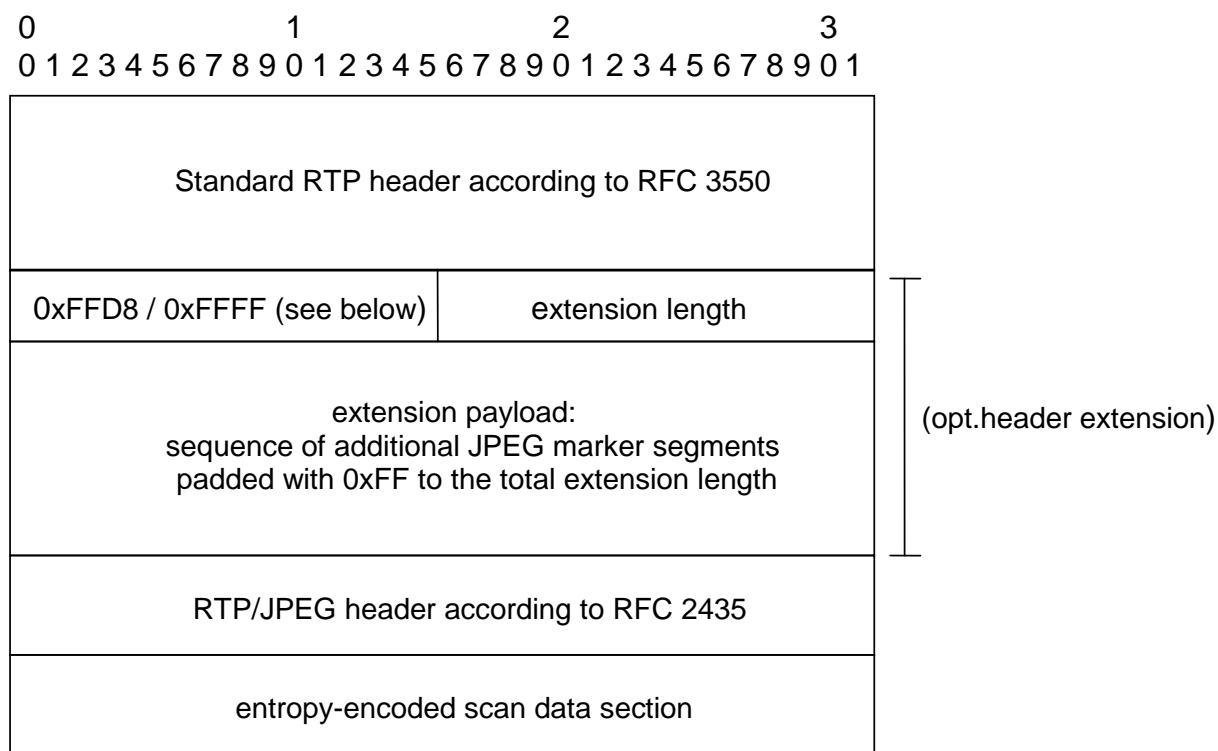 0 1 2 3
0 1 2 3 4 5 6 7 8 9 0 1 2 3 4 5 6 7 8 9 0 1 2 3 4 5 6 7 8 9 0 1
Standard RTP header according to RFC 3550
0xFFD8 / 0xFFFF (see below) extension length
extension payload:
sequence of additional JPEG marker segments
padded with 0xFF to the total extension length
(opt.header extension)
RTP/JPEG header according to RFC 2435
entropy-encoded scan data section